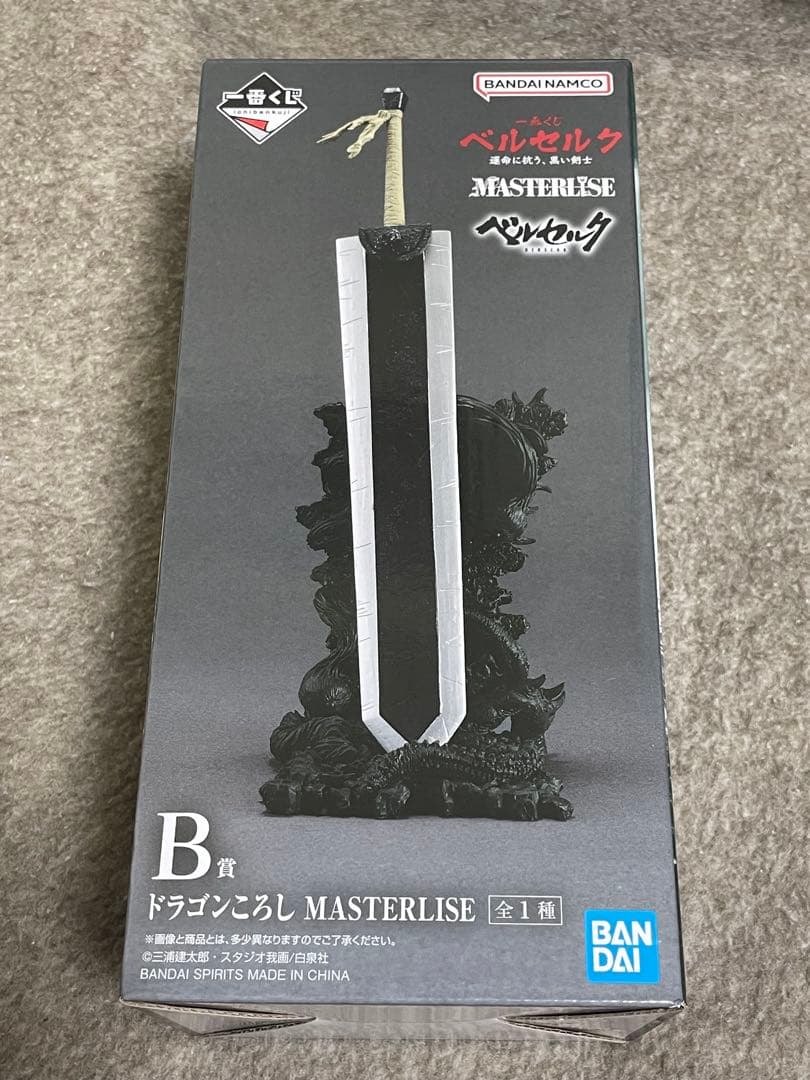 一番くじ
ichibankuji
BANDAI NAMCO
一番くじ
ベルセルク
運命に抗う、黒い剣士
MASTERLISE
ベルセルク
BERSERK
B賞
ドラゴンころし MASTERLISE 全1種
※画像と商品とは、多少異なりますのでご了承ください。
©三浦建太郎・スタジオ我画/白泉社
BANDAI SPIRITS MADE IN CHINA
BAN
DAI